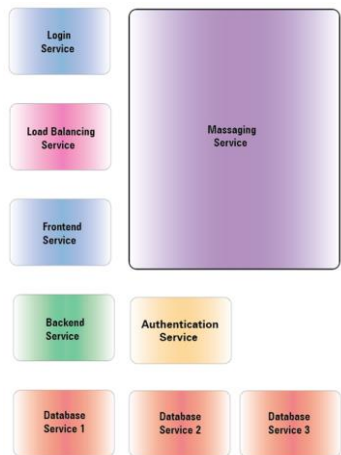 Login
Service
Load Balancing
Service
Massaging
Service
Frontend
Service
Backend
Service
Authentication
Service
Database
Service 1
Database
Service 2
Database
Service 3